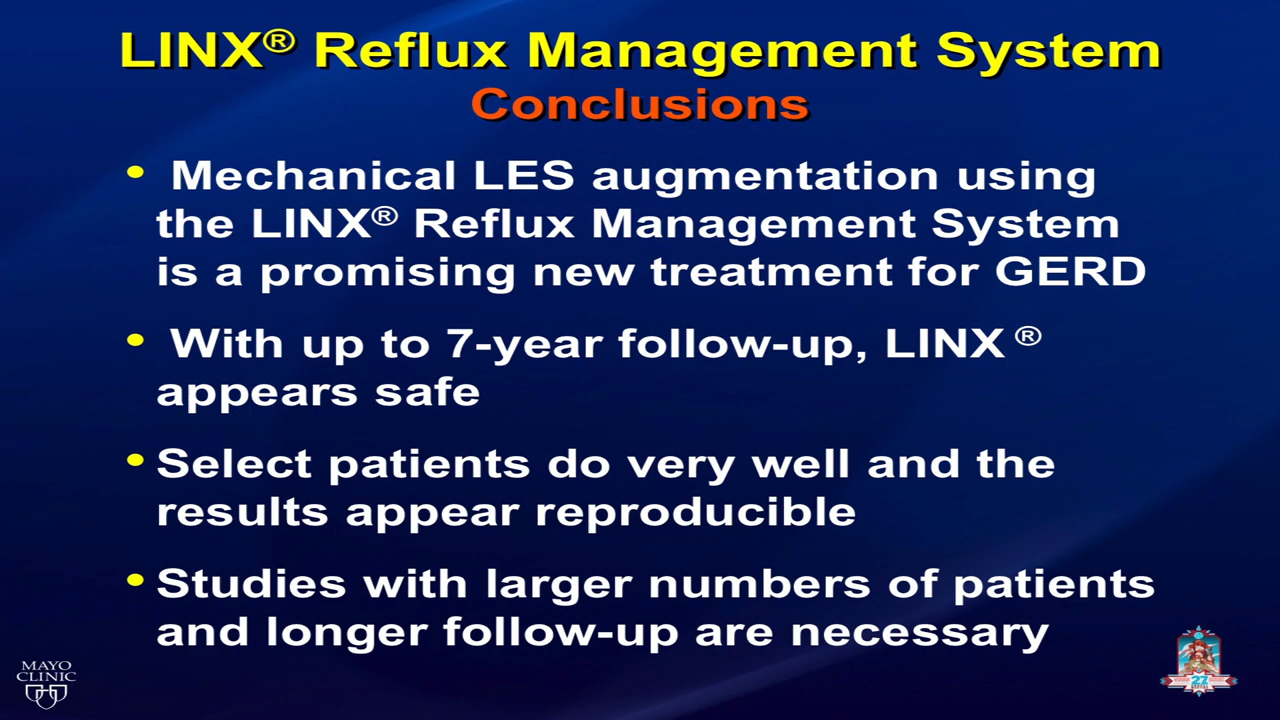 LINX® Reflux Management System
Conclusions
• Mechanical LES augmentation using
the LINX® Reflux Management System
is a promising new treatment for GERD
• With up to 7-year follow-up, LINX ®
appears safe
• Select patients do very well and the
results appear reproducible
• Studies with larger numbers of patients
and longer follow-up are necessary
MAYO
CLINIC
27